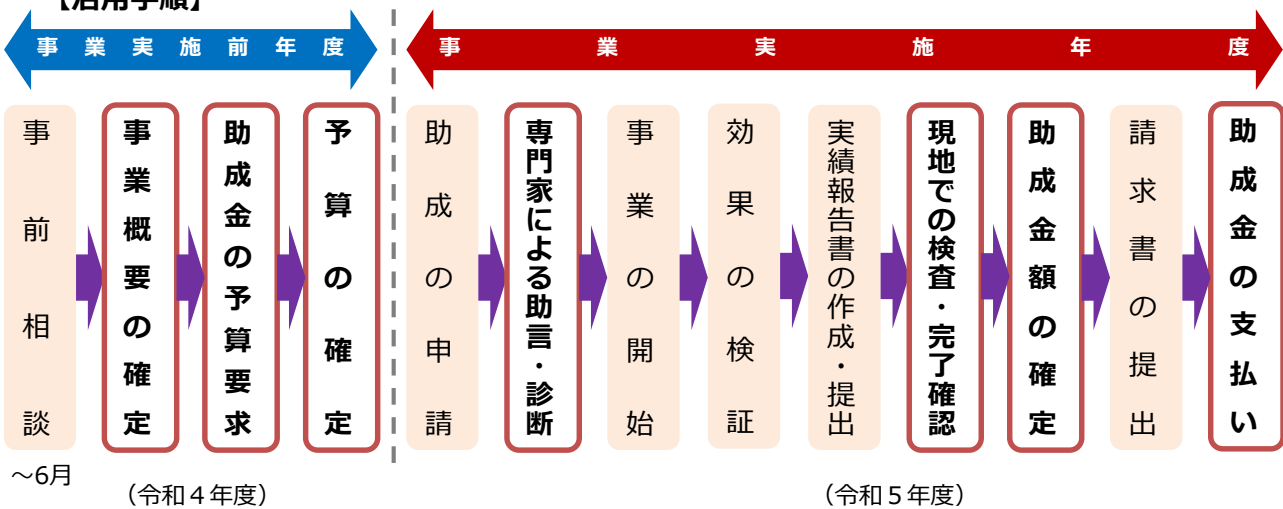 【活用手順】
事業実施前年度
事業実施年度
事前相談
事業概要の確定
助成金の予算要求
予算の確定
助成の申請
専門家による助言・診断
事業の開始
効果の検証
実績報告書の作成・提出
現地での検査・完了確認
助成金額の確定
請求書の提出
助成金の支払い
～6月
（令和４年度）
（令和５年度）